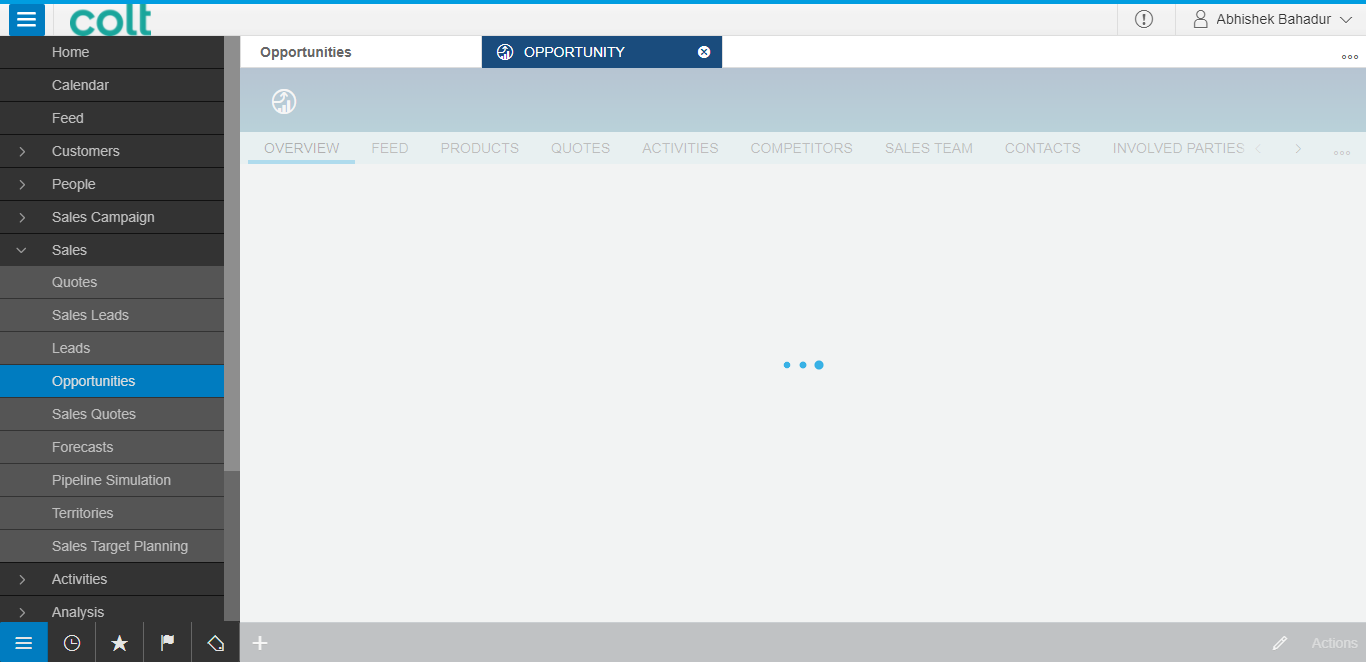 colt
Abhishek Bahadur
Home
Calendar
Feed
Customers
People
Sales Campaign
Sales
Quotes
Sales Leads
Leads
Opportunities
Sales Quotes
Forecasts
Pipeline Simulation
Territories
Sales Target Planning
Activities
Analysis
Opportunities
OPPORTUNITY
OVERVIEW FEED PRODUCTS QUOTES ACTIVITIES COMPETITORS SALES TEAM CONTACTS INVOLVED PARTIES
Actions